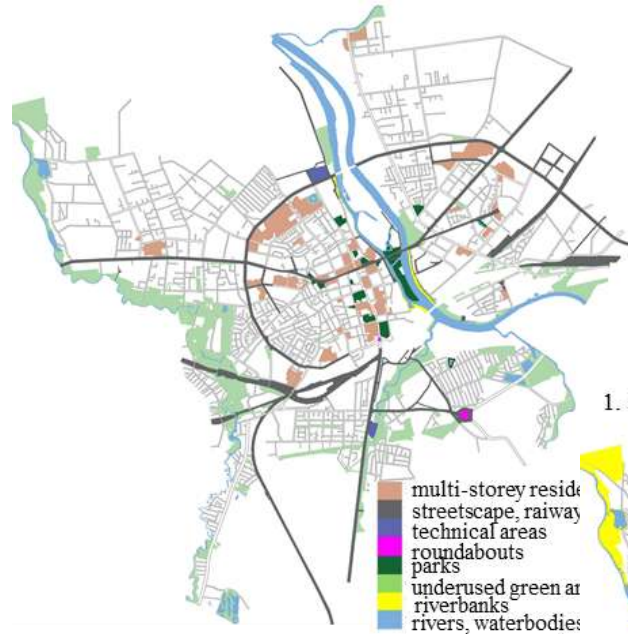 1.
multi-storey reside
streetscape, raiway
technical areas
roundabouts
parks
underused green ar
riverbanks
rivers, waterbodies